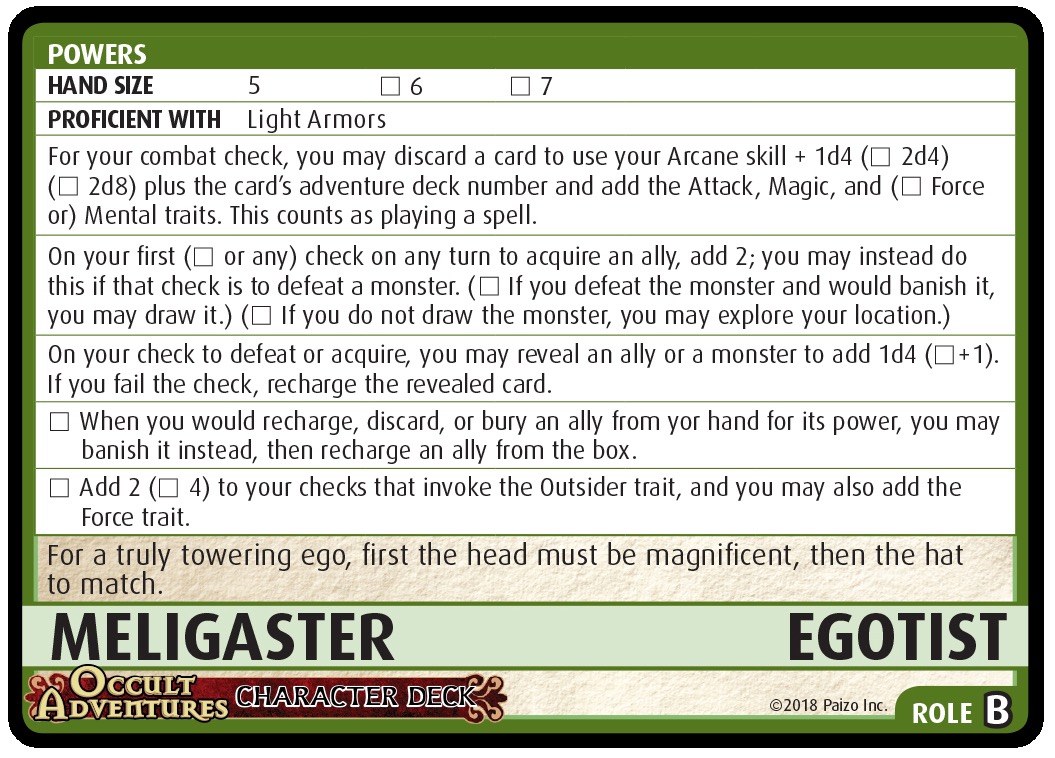 POWERS
HAND SIZE 5 □ 6 □ 7
PROFICIENT WITH Light Armors
For your combat check, you may discard a card to use your Arcane skill + 1d4 (□ 2d4)
(□ 2d8) plus the card's adventure deck number and add the Attack, Magic, and (□ Force
or) Mental traits. This counts as playing a spell.
On your first (□ or any) check on any turn to acquire an ally, add 2; you may instead do
this if that check is to defeat a monster. (□ If you defeat the monster and would banish it,
you may draw it.) (□ If you do not draw the monster, you may explore your location.)
On your check to defeat or acquire, you may reveal an ally or a monster to add 1d4 (□+1).
If you fail the check, recharge the revealed card.
□ When you would recharge, discard, or bury an ally from yor hand for its power, you may
banish it instead, then recharge an ally from the box.
□ Add 2 (□ 4) to your checks that invoke the Outsider trait, and you may also add the
Force trait.
For a truly towering ego, first the head must be magnificent, then the hat
to match.
MELIGASTER EGOTIST
OCCULT ADVENTURES CHARACTER DECK
©2018 Paizo Inc. ROLE B